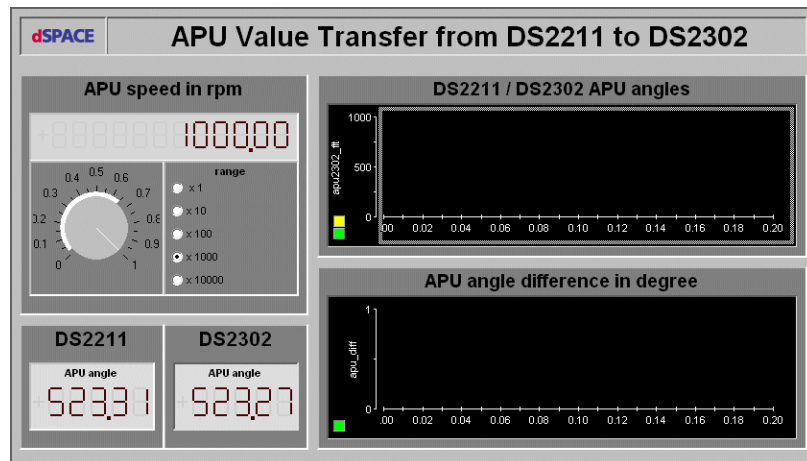 dSPACE
APU Value Transfer from DS2211 to DS2302
APU speed in rpm
+ 1000.00
0 0.1 0.2 0.3 0.4 0.5 0.6 0.7 0.8 0.9 1
range
x 1
x 10
x 100
x 1000
x 10000
DS2211
APU angle
+ 523.31
DS2302
APU angle
+ 523.27
DS2211 / DS2302 APU angles
apu2302_flt
1000
500
0
.00 0.02 0.04 0.06 0.08 0.10 0.12 0.14 0.16 0.18 0.20
APU angle difference in degree
apu_diff
1
0
.00 0.02 0.04 0.06 0.08 0.10 0.12 0.14 0.16 0.18 0.20